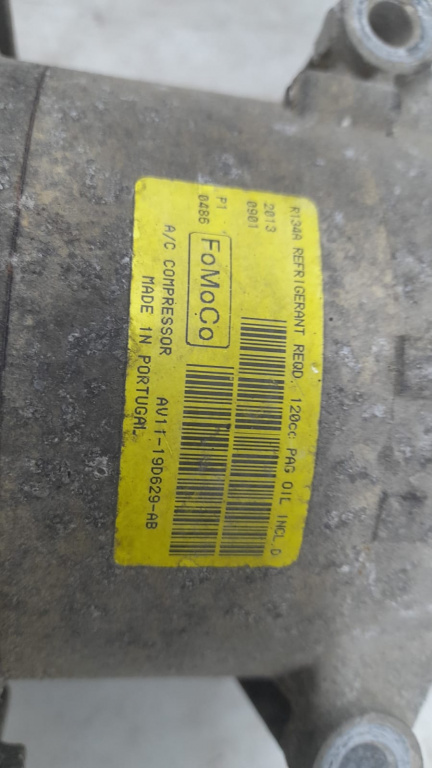 R134A REFRIGERANT REQD. 120cc PAG OIL INCL,D
2013
0901
P1
0486
FoMoCo
A/C COMPRESSOR AV11-19D629-AB
MADE IN PORTUGAL